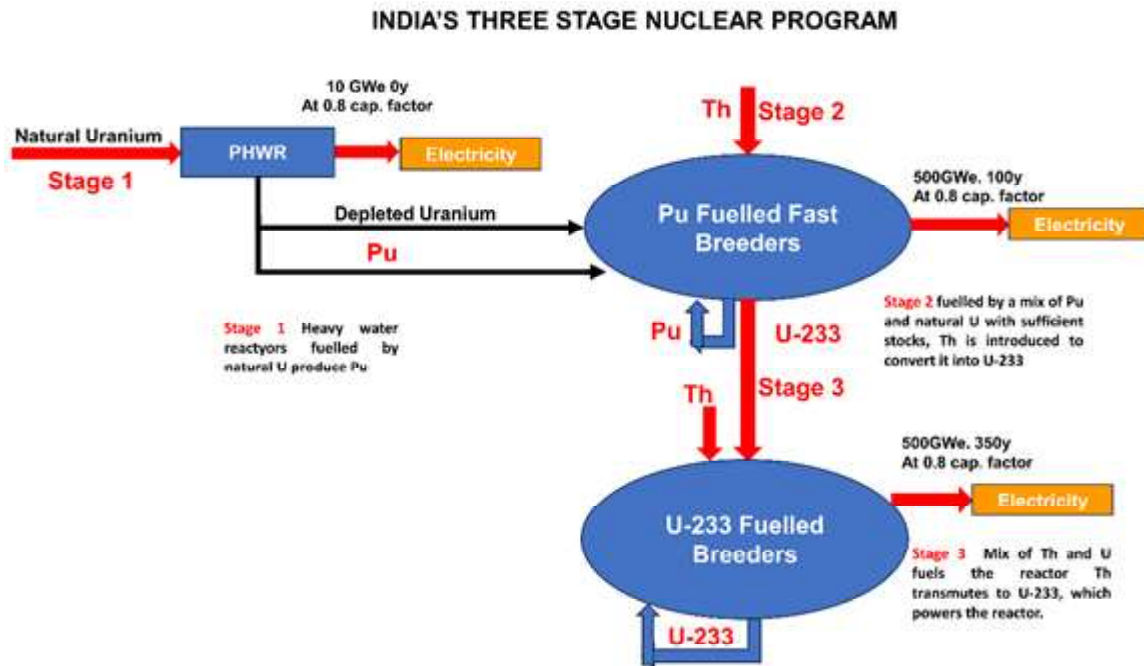 INDIA'S THREE STAGE NUCLEAR PROGRAM
10 GWe 0y
At 0.8 cap. factor
Natural Uranium
PHWR
Electricity
Stage 1
Th
Stage 2
500GWe. 100y
At 0.8 cap. factor
Depleted Uranium
Pu Fuelled Fast
Breeders
Electricity
Pu
Stage 1 Heavy water
reactyors fuelled by
natural U produce Pu
Pu
U-233
Stage 2 fuelled by a mix of Pu
and natural U with sufficient
stocks, Th is introduced to
convert it into U-233
Th
Stage 3
500GWe. 350y
At 0.8 cap. factor
Electricity
U-233 Fuelled
Breeders
Stage 3 Mix of Th and U
fuels the reactor Th
transmutes to U-233, which
powers the reactor.
U-233